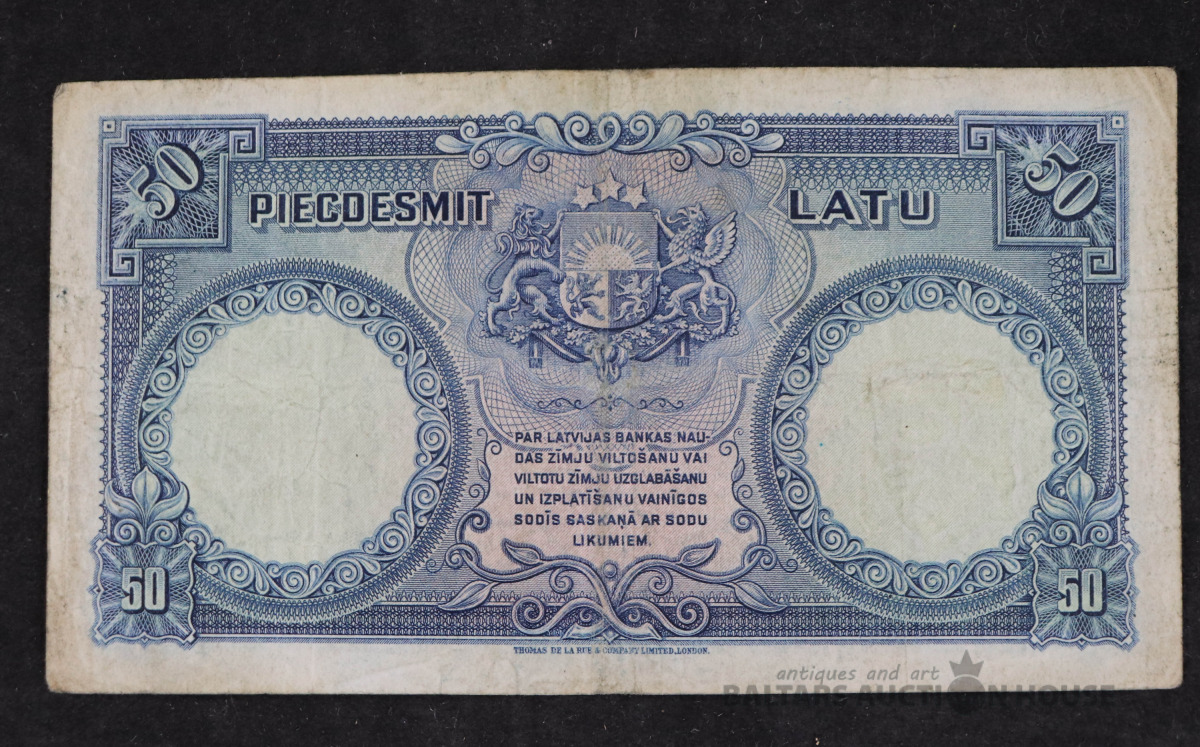 50
50
PIECDESMIT LATU
PAR LATVIJAS BANKAS NAU-
DAS ZĪMJU VILTOŠANU VAI
VILTOTU ZĪMJU UZGLABĀŠANU
UN IZPLATĪŠANU VAINĪGOS
SODĪS SASKAŅĀ AR SODU
LIKUMIEM.
50
50
THOMAS DE LA RUE & COMPANY LIMITED, LONDON.
antiques and art
BALTARS AUCTION HOUSE